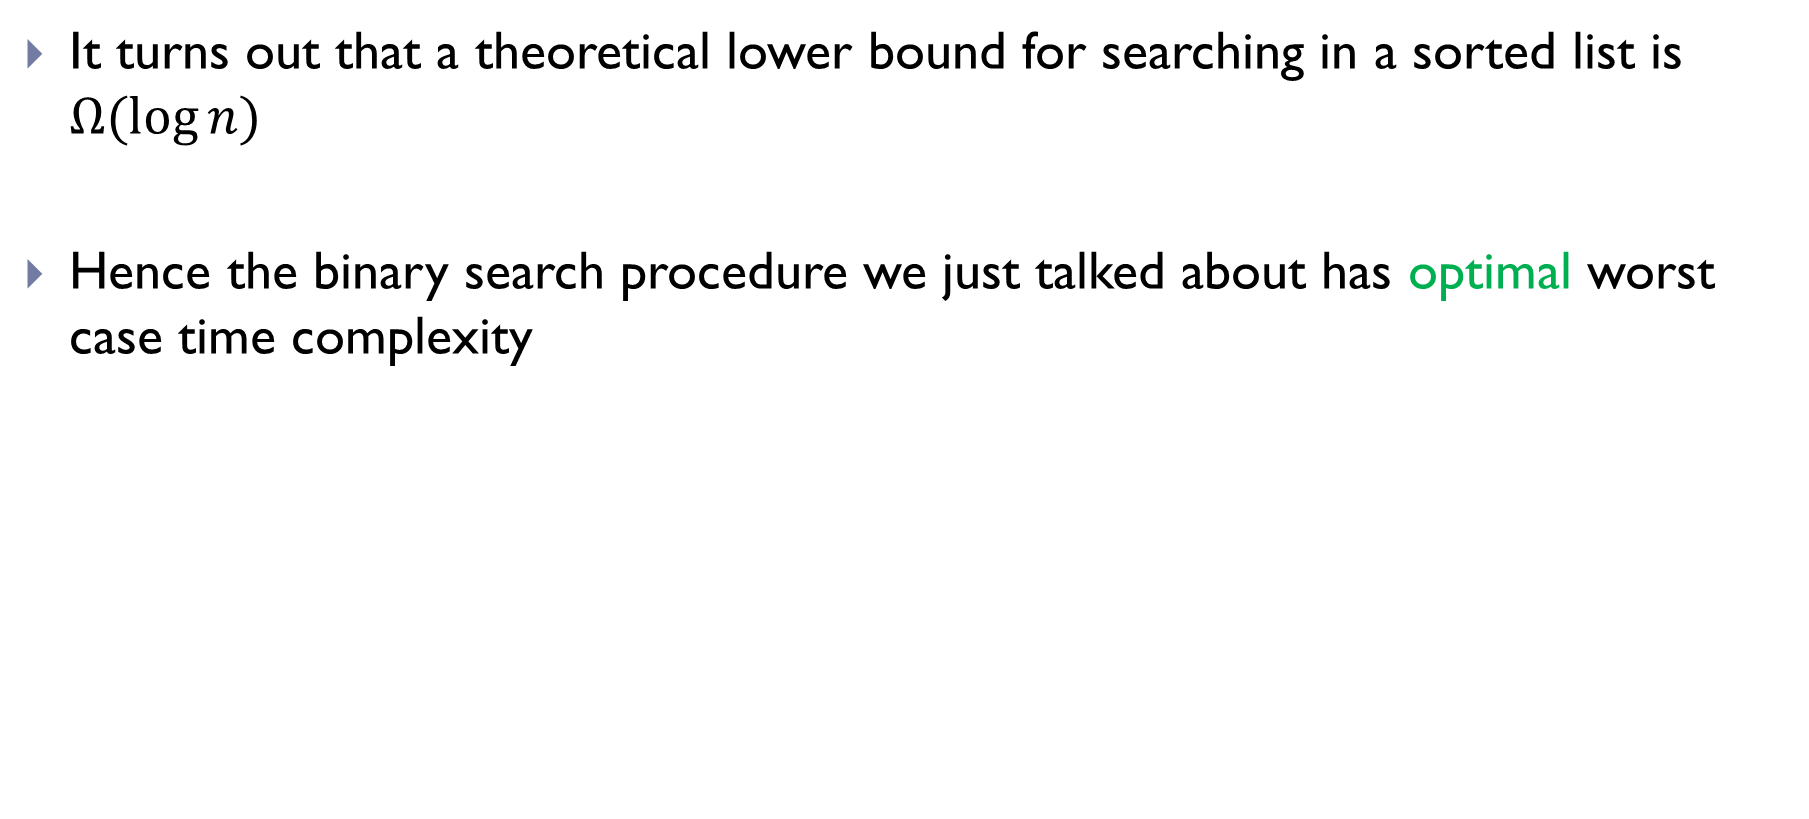 It turns out that a theoretical lower bound for searching in a sorted list is
Ω(log n)
Hence the binary search procedure we just talked about has optimal worst
case time complexity